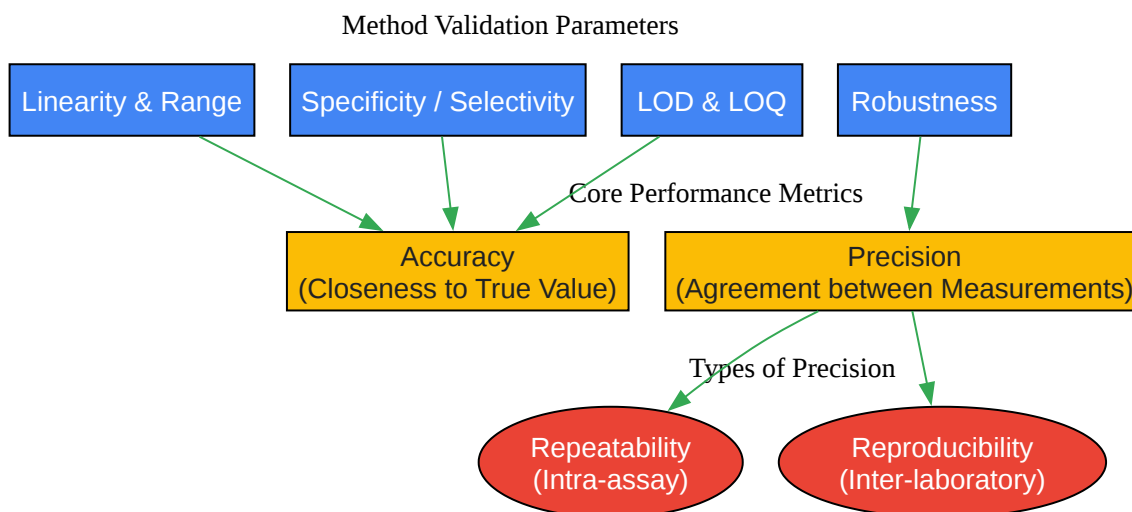 Method Validation Parameters
Linearity & Range
Specificity / Selectivity
LOD & LOQ
Robustness
Core Performance Metrics
Accuracy
(Closeness to True Value)
Precision
(Agreement between Measurements)
Types of Precision
Repeatability
(Intra-assay)
Reproducibility
(Inter-laboratory)